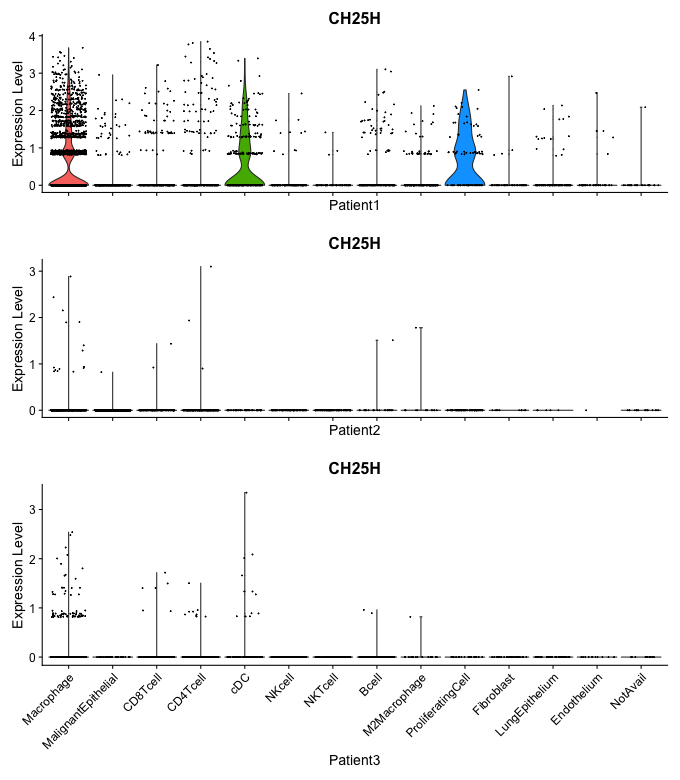 CH25H
Expression Level
4
3
2
1
0
Patient1
CH25H
Expression Level
3
2
1
0
Patient2
CH25H
Expression Level
3
2
1
0
Macrophage
MalignantEpithelial
CD8Tcell
CD4Tcell
cDC
NKcell
NKTcell
Bcell
M2Macrophage
ProliferatingCell
Fibroblast
LungEpithelium
Endothelium
NotAvail
Patient3